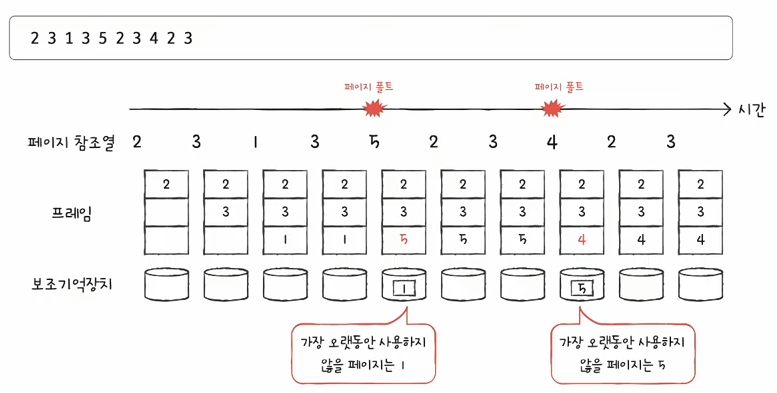 2 3 1 3 5 2 3 4 2 3
페이지 폴트 페이지 폴트
시간
페이지 참조열 2 3 1 3 5 2 3 4 2 3
2 2 2 2 2 2 2 2 2 2
프레임 3 3 3 3 3 3 3 3 3
1 1 5 5 5 4 4 4
보조기억장치 1 5
가장 오랫동안 사용하지
않을 페이지는 1
가장 오랫동안 사용하지
않을 페이지는 5